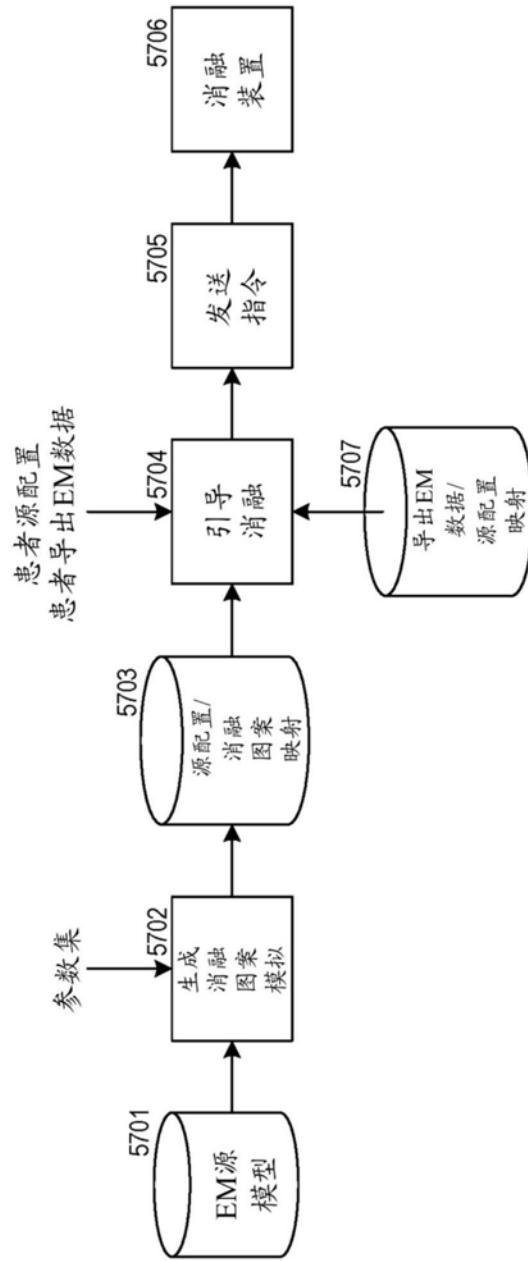 5701
EM源
模型
参数集
5702
生成
消融
图案
模拟
5703
源配置/
消融
图案
映射
患者源配置
患者导出EM数据
5704
引导
消融
5707
导出EM
数据/
源配置
映射
5705
发送
指令
5706
消融
装置